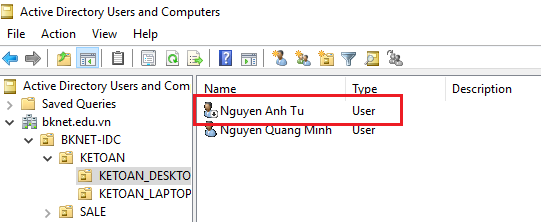 Active Directory Users and Computers
File Action View Help
Active Directory Users and Comp
Saved Queries
bknet.edu.vn
BKNET-IDC
KETOAN
KETOAN_DESKTO
KETOAN_LAPTOP
SALE
Name Type Description
Nguyen Anh Tu User
Nguyen Quang Minh User